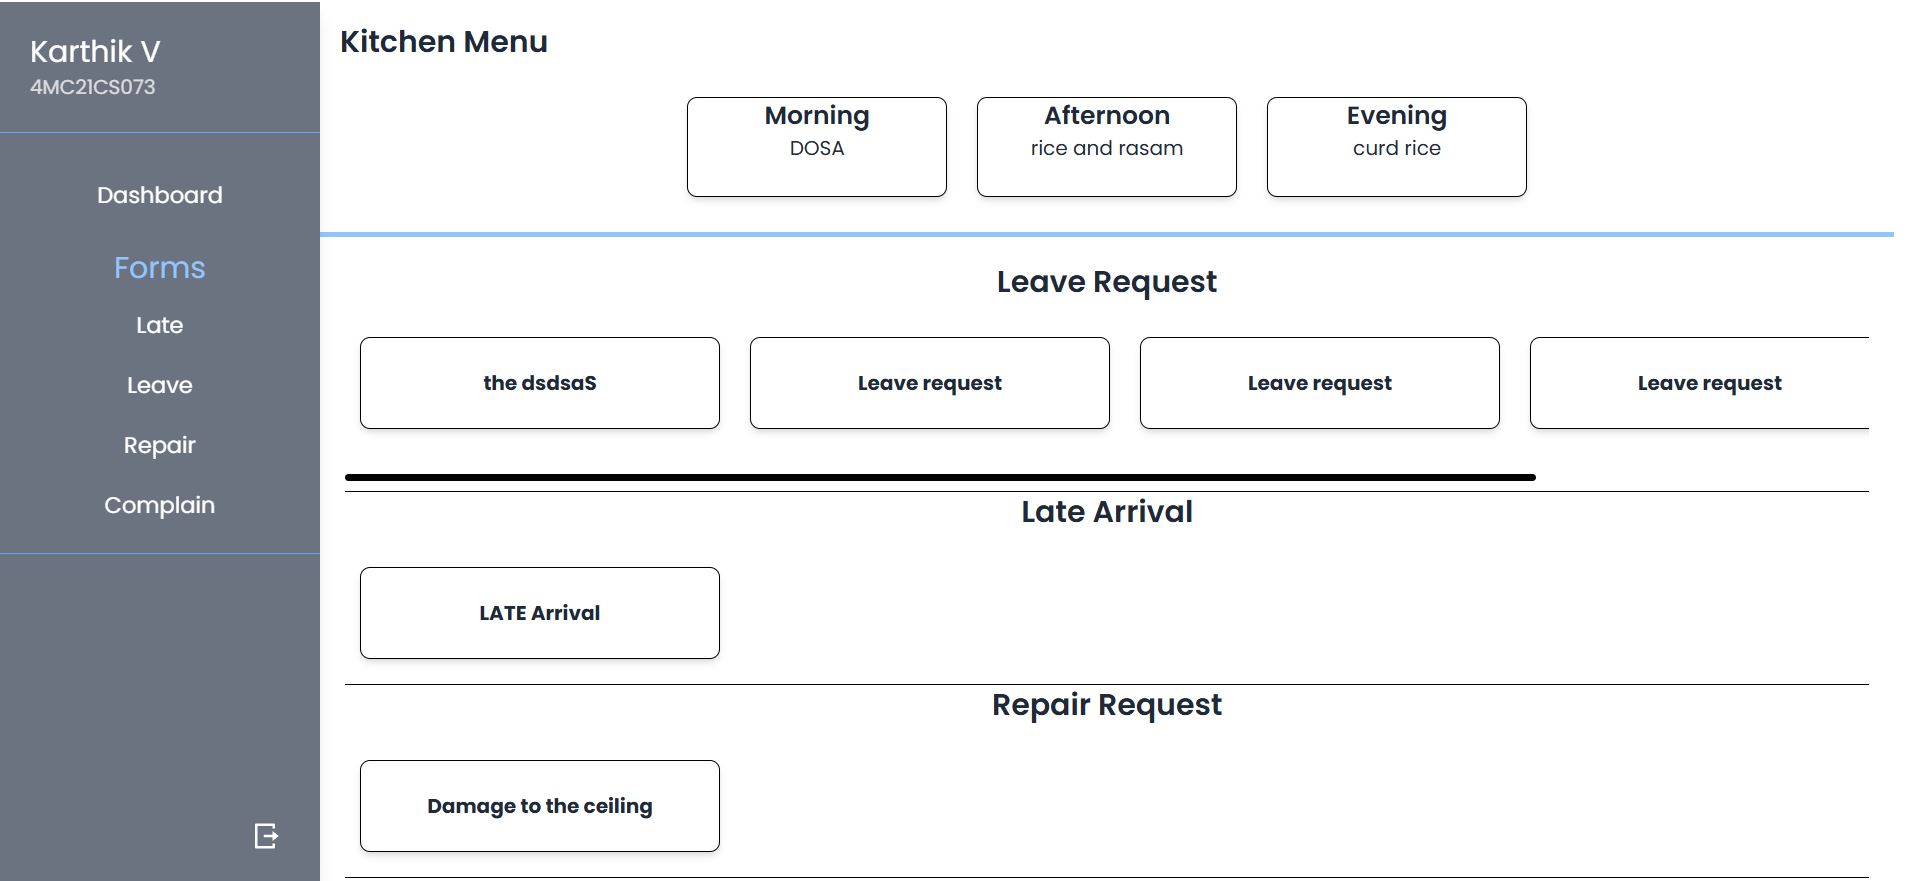 Karthik V
4MC21CS073
Dashboard
Forms
Late
Leave
Repair
Complain
Kitchen Menu
Morning
DOSA
Afternoon
rice and rasam
Evening
curd rice
Leave Request
the dsdsaS
Leave request
Leave request
Leave request
Late Arrival
LATE Arrival
Repair Request
Damage to the ceiling